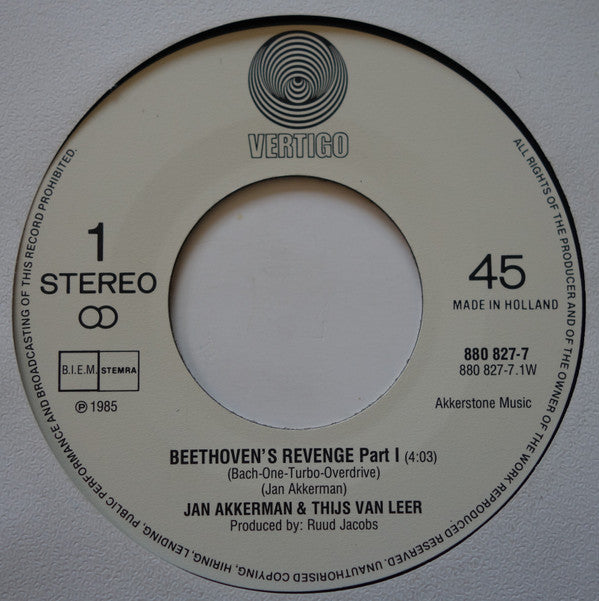 VERTIGO
1
STEREO
B.I.E.M. STEMRA
℗ 1985
45
MADE IN HOLLAND
880 827-7
880 827-7.1W
Akkerstone Music
BEETHOVEN'S REVENGE Part I (4:03)
(Bach-One-Turbo-Overdrive)
(Jan Akkerman)
JAN AKKERMAN & THIJS VAN LEER
Produced by: Ruud Jacobs
ALL RIGHTS OF THE PRODUCER AND OF THE OWNER OF THE WORK REPRODUCED RESERVED. UNAUTHORISED COPYING, HIRING, LENDING, PUBLIC PERFORMANCE AND BROADCASTING OF THIS RECORD PROHIBITED.